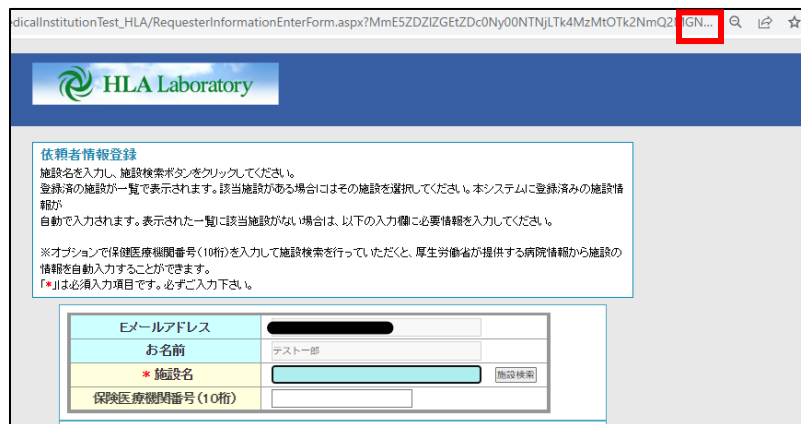 dicalInstitutionTest_HLA/RequesterInformationEnterForm.aspx?MmE5ZDZlZGEtZDc0Ny00NTNjLTk4MzMtOTk2NmQ2MGN...
HLA Laboratory
依頼者情報登録
施設名を入力し、施設検索ボタンをクリックしてください。
登録済の施設が一覧で表示されます。該当施設がある場合にはその施設を選択してください。本システムに登録済みの施設情
報が
自動で入力されます。表示された一覧に該当施設がない場合は、以下の入力欄に必要情報を入力してください。
※オプションで保健医療機関番号(10桁)を入力して施設検索を行っていただくと、厚生労働省が提供する病院情報から施設の
情報を自動入力することができます。
「*」は必須入力項目です。必ずご入力下さい。
Eメールアドレス
お名前 テスト一郎
* 施設名 施設検索
保険医療機関番号(10桁)